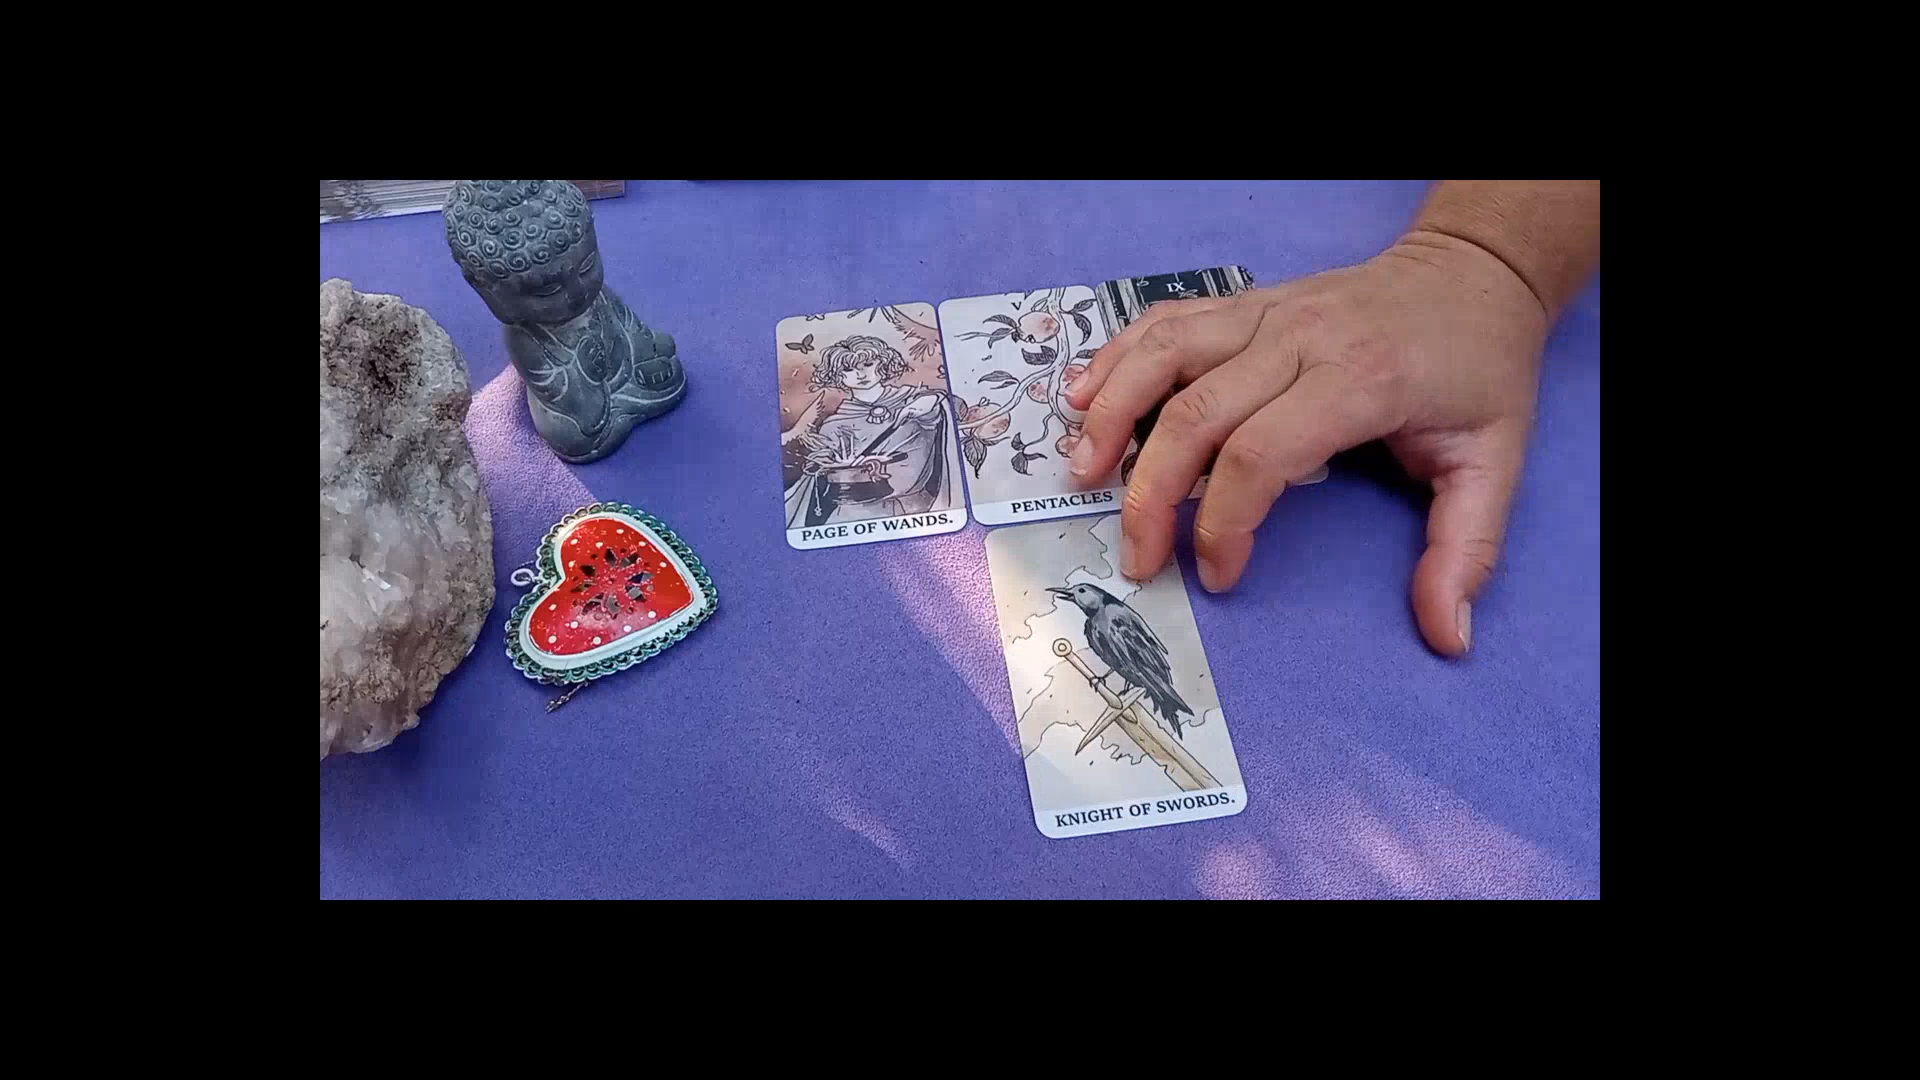 V
IX
PAGE OF WANDS.
PENTACLES
KNIGHT OF SWORDS.